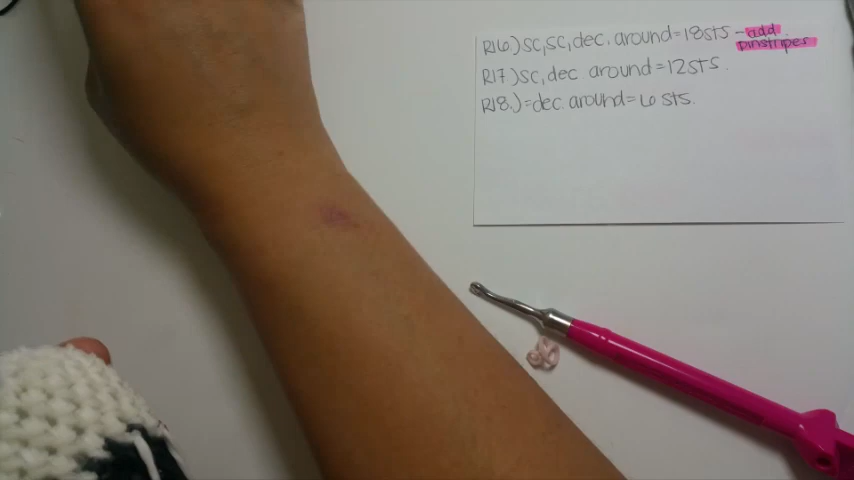 R16) sc, sc, dec. around = 18 sts - add
pinstripes
R17) sc, dec around = 12 sts.
R18.) = dec. around = 6 sts.